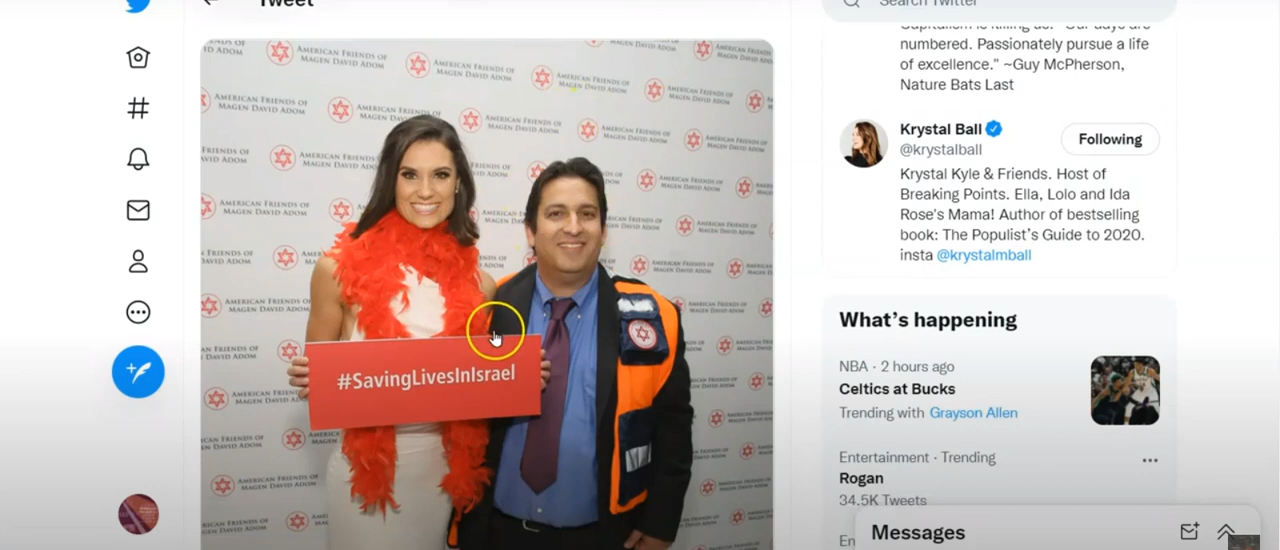 Tweet
Search Twitter
AMERICAN FRIENDS OF
MAGEN DAVID ADOM
#SavingLivesInIsrael
Capitalism is killing us. "Our days are
numbered. Passionately pursue a life
of excellence." ~Guy McPherson,
Nature Bats Last
Krystal Ball
@krystalball
Following
Krystal Kyle & Friends. Host of
Breaking Points. Ella, Lolo and Ida
Rose's Mama! Author of bestselling
book: The Populist's Guide to 2020.
insta @krystalmball
What's happening
NBA · 2 hours ago
Celtics at Bucks
Trending with Grayson Allen
Entertainment · Trending
Rogan
34.5K Tweets
Messages